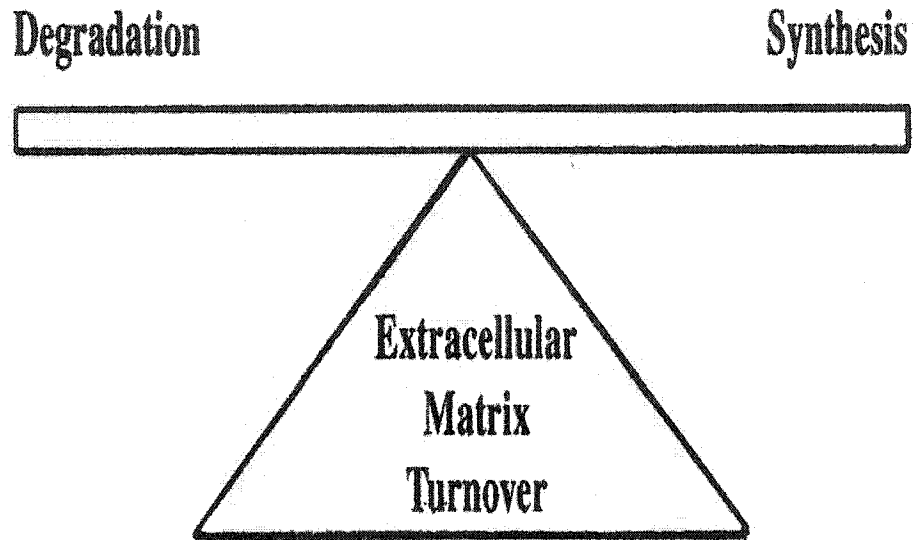 Degradation Synthesis
Extracellular
Matrix
Turnover